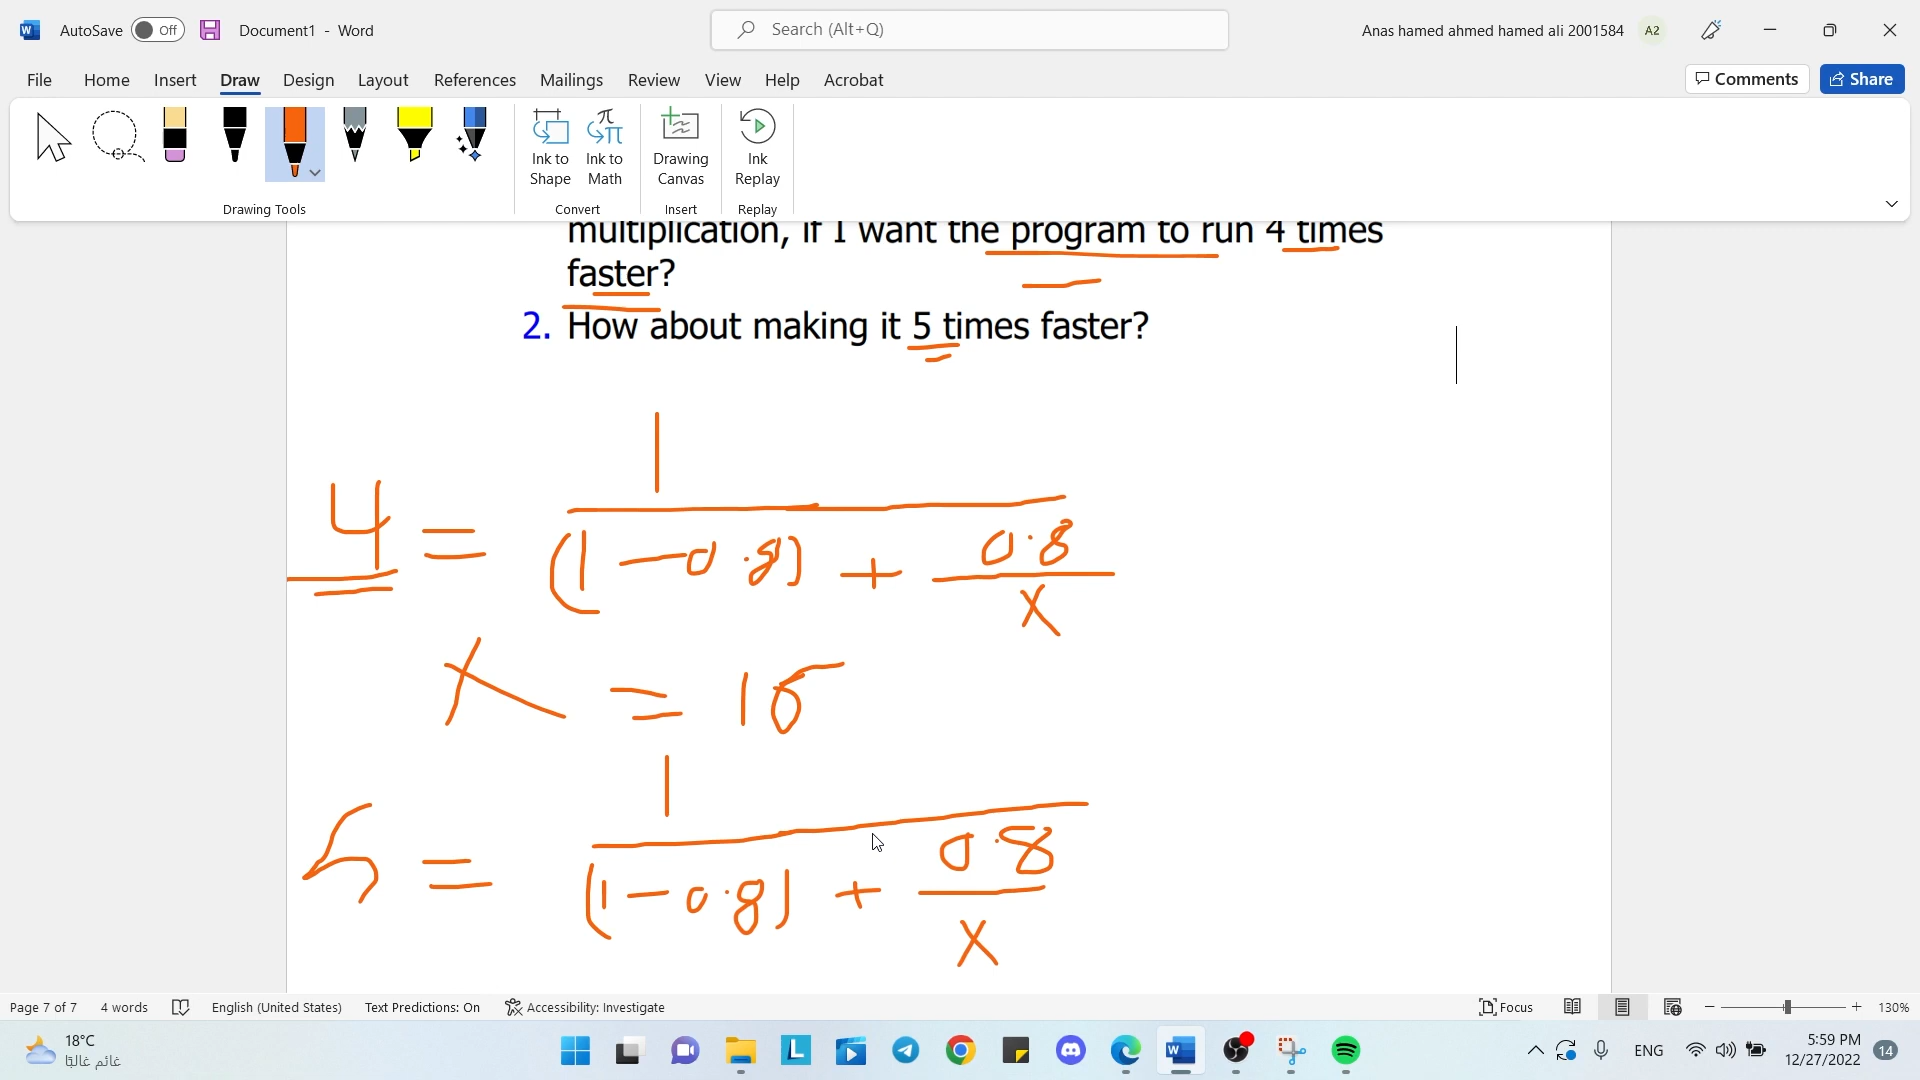 AutoSave Off Document1 - Word Search (Alt+Q) Anas hamed ahmed hamed ali 2001584 A2
File Home Insert Draw Design Layout References Mailings Review View Help Acrobat Comments Share
Ink to Shape
Ink to Math
Drawing Canvas
Ink Replay
Drawing Tools Convert Insert Replay
multiplication, if I want the program to run 4 times
faster?
2. How about making it 5 times faster?
1
4 = (1 - 0.8) + 0.8
x
X = 16
1
5 = (1 - 0.8) + 0.8
x
Page 7 of 7 4 words English (United States) Text Predictions: On Accessibility: Investigate Focus 130%
18°C
غائم غالبًا
ENG
5:59 PM
12/27/2022
14